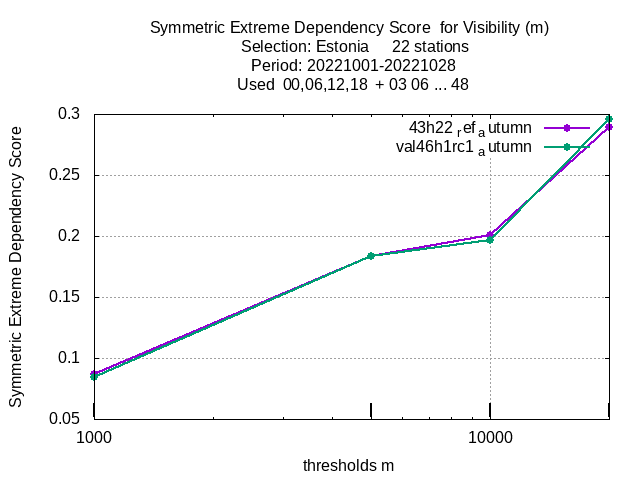 Symmetric Extreme Dependency Score for Visibility (m)
Selection: Estonia 22 stations
Period: 20221001-20221028
Used 00,06,12,18 + 03 06 ... 48
43h22 ref autumn
val46h1rc1 autumn
Symmetric Extreme Dependency Score
0.3
0.25
0.2
0.15
0.1
0.05
1000 10000
thresholds m